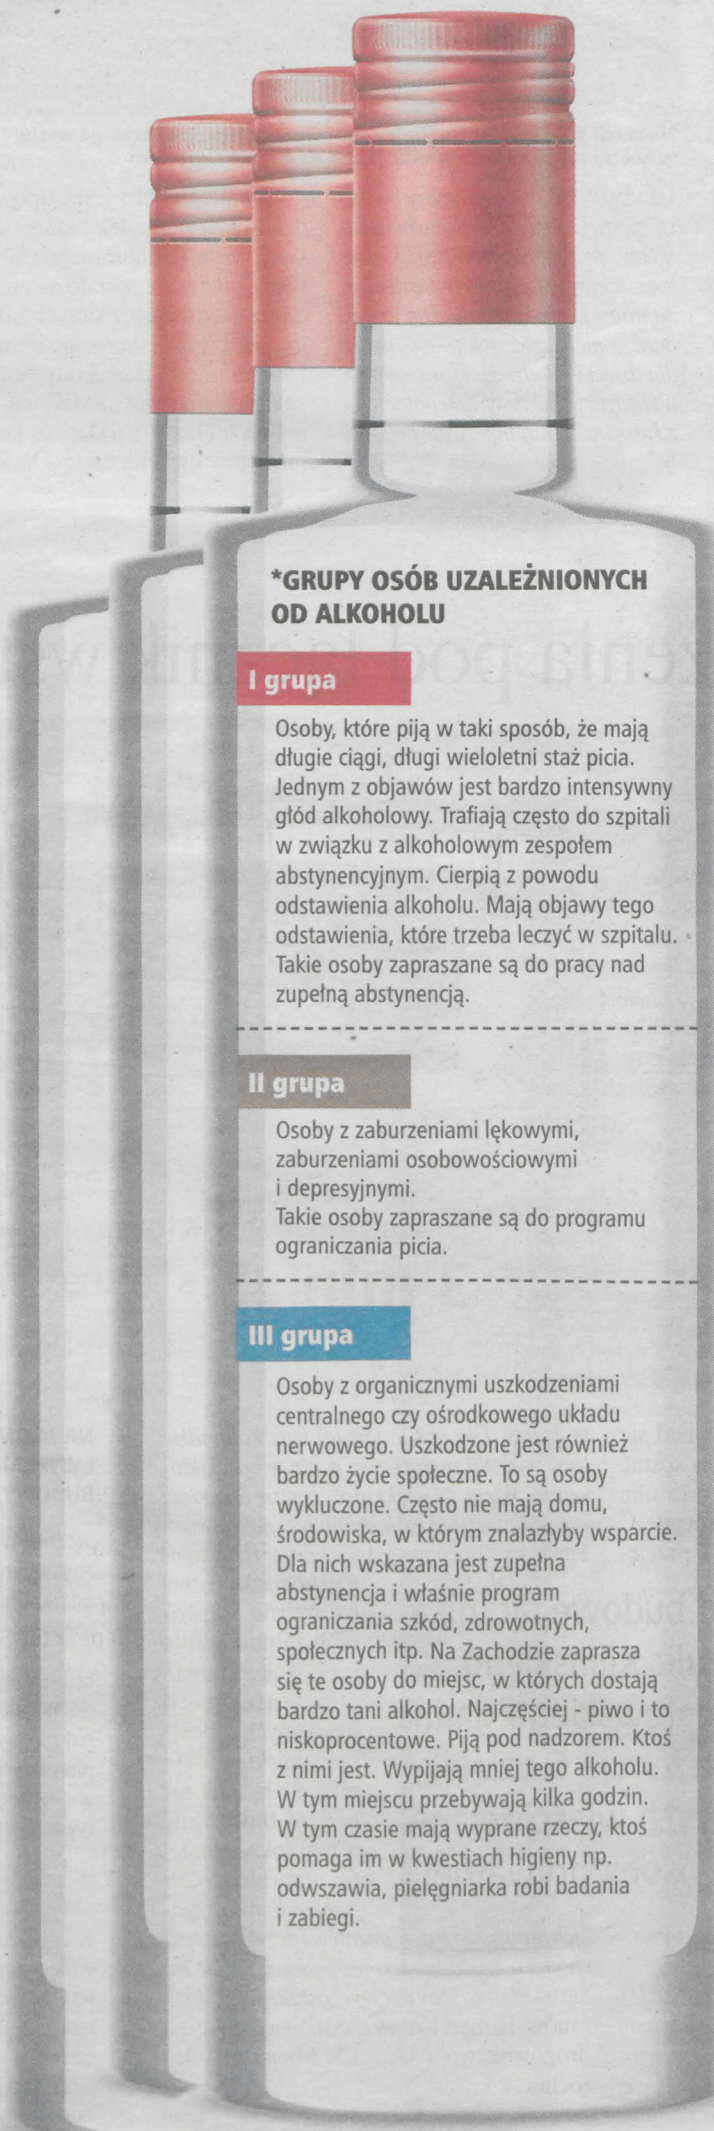 *GRUPY OSÓB UZALEŻNIONYCH
OD ALKOHOLU
I grupa
Osoby, które piją w taki sposób, że mają
długie ciągi, długi wieloletni staż picia.
Jednym z objawów jest bardzo intensywny
głód alkoholowy. Trafiają często do szpitali
w związku z alkoholowym zespołem
abstynencyjnym. Cierpią z powodu
odstawienia alkoholu. Mają objawy tego
odstawienia, które trzeba leczyć w szpitalu.
Takie osoby zapraszane są do pracy nad
zupełną abstynencją.
II grupa
Osoby z zaburzeniami lękowymi,
zaburzeniami osobowościowymi
i depresyjnymi.
Takie osoby zapraszane są do programu
ograniczania picia.
III grupa
Osoby z organicznymi uszkodzeniami
centralnego czy ośrodkowego układu
nerwowego. Uszkodzone jest również
bardzo życie społeczne. To są osoby
wykluczone. Często nie mają domu,
środowiska, w którym znalazłyby wsparcie.
Dla nich wskazana jest zupełna
abstynencja i właśnie program
ograniczania szkód, zdrowotnych,
społecznych itp. Na Zachodzie zaprasza
się te osoby do miejsc, w których dostają
bardzo tani alkohol. Najczęściej - piwo i to
niskoprocentowe. Piją pod nadzorem. Ktoś
z nimi jest. Wypijają mniej tego alkoholu.
W tym miejscu przebywają kilka godzin.
W tym czasie mają wyprane rzeczy, ktoś
pomaga im w kwestiach higieny np.
odwszawia, pielęgniarka robi badania
i zabiegi.